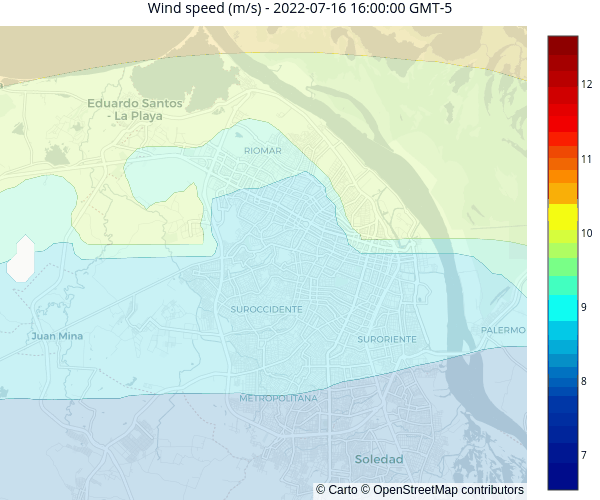 Wind speed (m/s) - 2022-07-16 16:00:00 GMT-5
Eduardo Santos
- La Playa
RIOMAR
SUROCCIDENTE
SURORIENTE
PALERMO
Juan Mina
METROPOLITANA
Soledad
© Carto © OpenStreetMap contributors
12
11
10
9
8
7